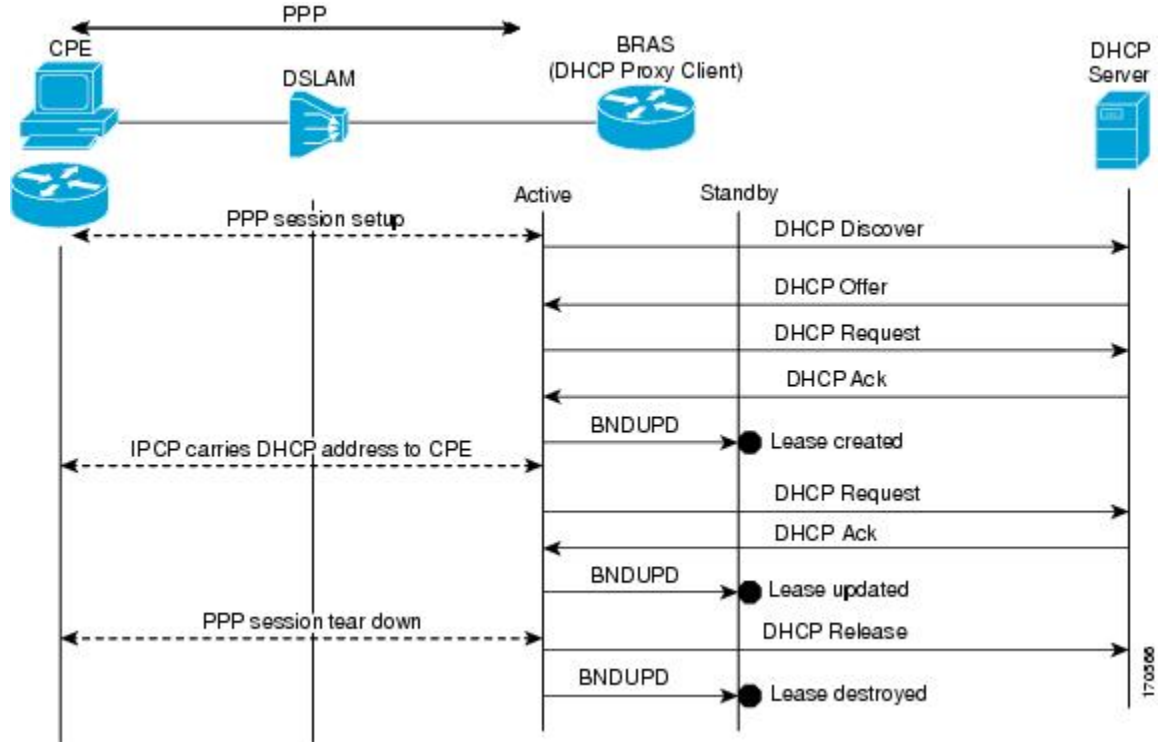 PPP
CPE
DSLAM
BRAS
(DHCP Proxy Client)
DHCP
Server
Active
Standby
PPP session setup
DHCP Discover
DHCP Offer
DHCP Request
DHCP Ack
BNDUPD
Lease created
IPCP carries DHCP address to CPE
DHCP Request
DHCP Ack
BNDUPD
Lease updated
PPP session tear down
DHCP Release
BNDUPD
Lease destroyed
170566